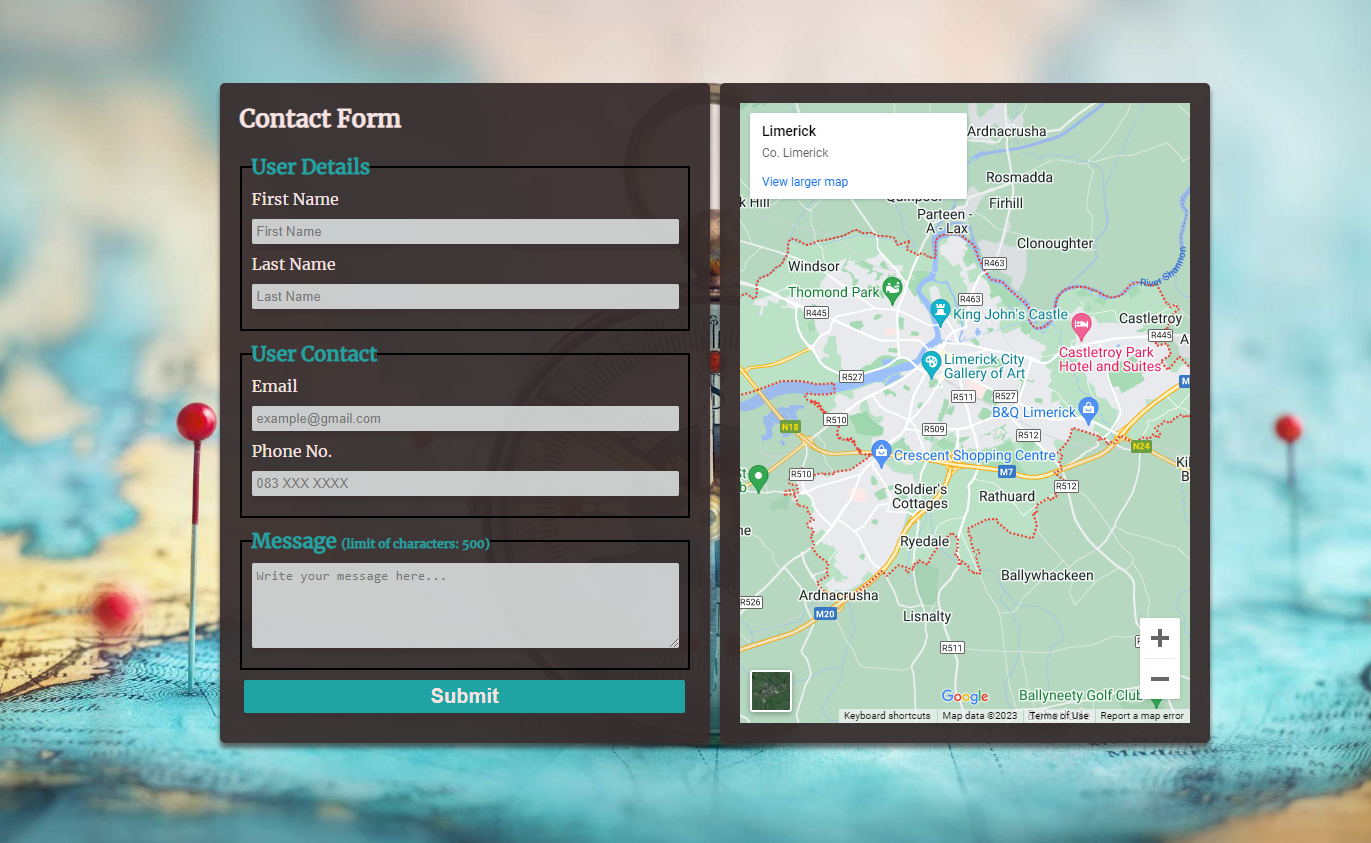 Contact Form
User Details
First Name
First Name
Last Name
Last Name
User Contact
Email
example@gmail.com
Phone No.
083 XXX XXXX
Message (limit of characters: 500)
Write your message here...
Submit
Limerick
Co. Limerick
View larger map
Ardnacrusha
Rosmadda
k Hill
Firhill
Parteen -
A - Lax
Clonoughter
R463
Windsor
River Shannon
Thomond Park
R463
R445
King John's Castle
Castletroy
R445
Castletroy Park
Hotel and Suites
Limerick City
Gallery of Art
R527
M
R511
R527
B&Q Limerick
R510
N18
R509
R512
N24
Crescent Shopping Centre
M7
R510
R512
Soldier's
Cottages
Rathuard
Ryedale
Ballywhackeen
Ardnacrusha
R526
M20
Lisnalty
R511
Google
Ballyneety Golf Club
Keyboard shortcuts
Map data ©2023
Terms of Use
Report a map error